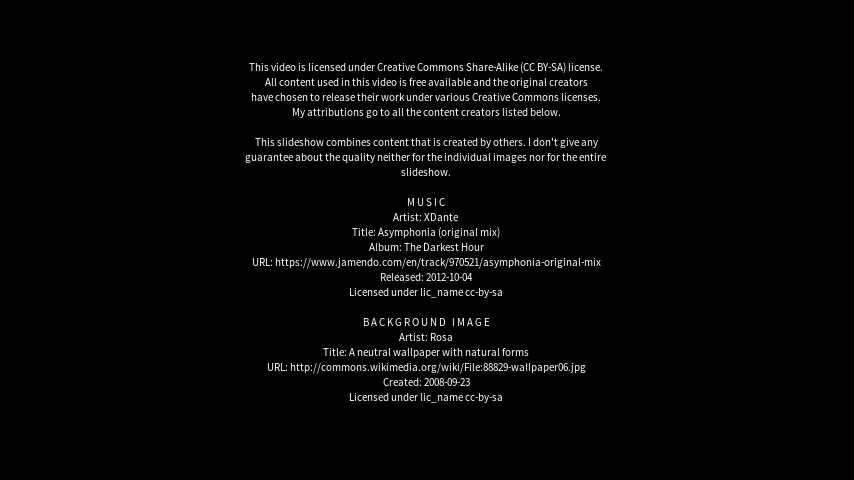 This video is licensed under Creative Commons Share-Alike (CC BY-SA) license.
All content used in this video is free available and the original creators
have chosen to release their work under various Creative Commons licenses.
My attributions go to all the content creators listed below.
This slideshow combines content that is created by others. I don't give any
guarantee about the quality neither for the individual images nor for the entire
slideshow.
MUSIC
Artist: XDante
Title: Asymphonia (original mix)
Album: The Darkest Hour
URL: https://www.jamendo.com/en/track/970521/asymphonia-original-mix
Released: 2012-10-04
Licensed under lic_name cc-by-sa
BACKGROUND IMAGE
Artist: Rosa
Title: A neutral wallpaper with natural forms
URL: http://commons.wikimedia.org/wiki/File:88829-wallpaper06.jpg
Created: 2008-09-23
Licensed under lic_name cc-by-sa